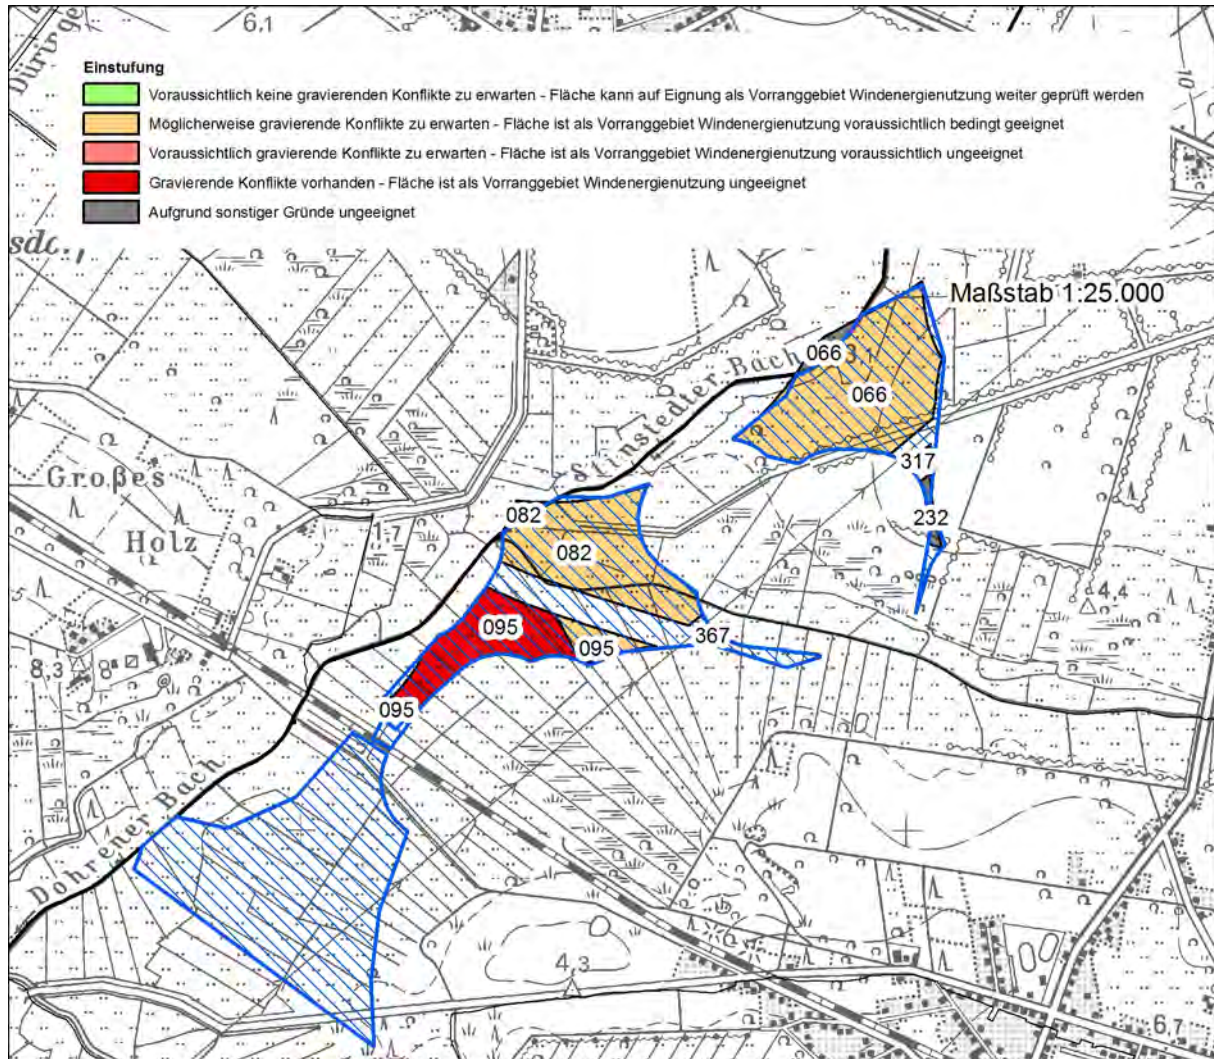 6,1
Düringe
10
Einstufung
Voraussichtlich keine gravierenden Konflikte zu erwarten - Fläche kann auf Eignung als Vorranggebiet Windenergienutzung weiter geprüft werden
Möglicherweise gravierende Konflikte zu erwarten - Fläche ist als Vorranggebiet Windenergienutzung voraussichtlich bedingt geeignet
Voraussichtlich gravierende Konflikte zu erwarten - Fläche ist als Vorranggebiet Windenergienutzung voraussichtlich ungeeignet
Gravierende Konflikte vorhanden - Fläche ist als Vorranggebiet Windenergienutzung ungeeignet
Aufgrund sonstiger Gründe ungeeignet
Maßstab 1:25.000
066
066
Stinstedter-Bach
317
Großes
Holz
082
1,7
082
232
4,4
095
367
095
8,3
8
095
Dohrener Bach
4,3
6,7